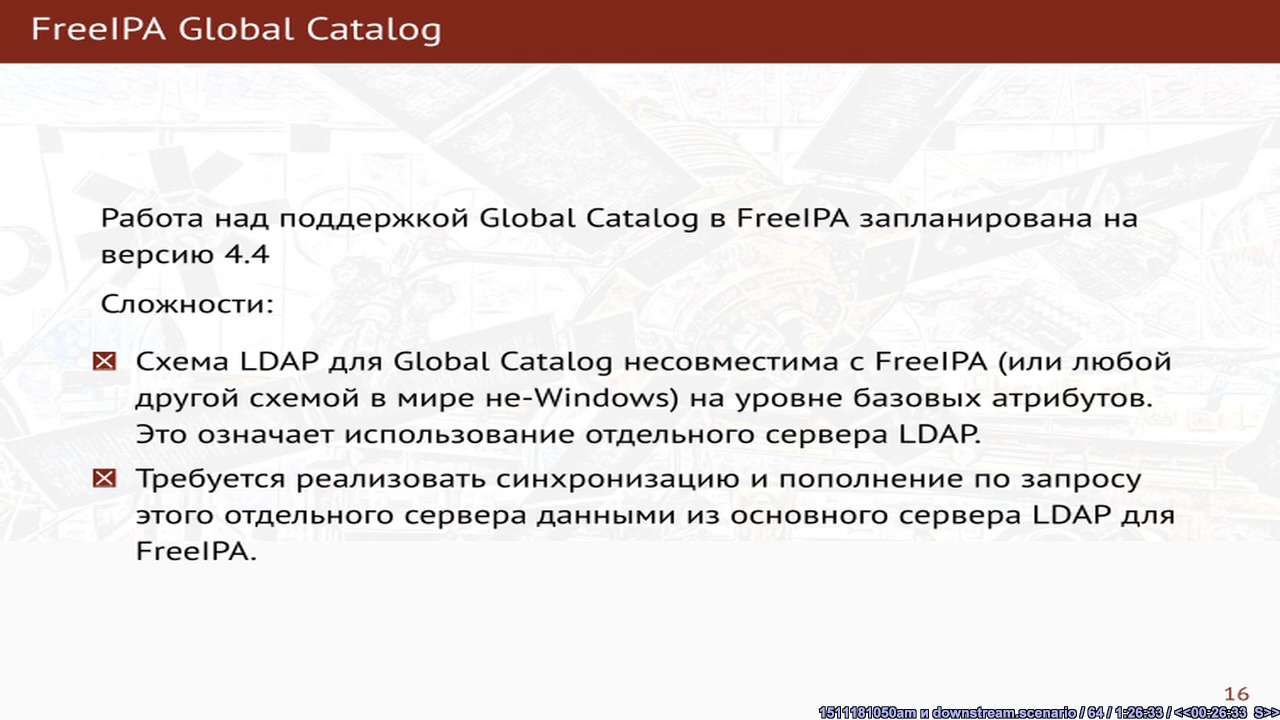 FreeIPA Global Catalog
Работа над поддержкой Global Catalog в FreeIPA запланирована на
версию 4.4
Сложности:
Схема LDAP для Global Catalog несовместима с FreeIPA (или любой
другой схемой в мире не-Windows) на уровне базовых атрибутов.
Это означает использование отдельного сервера LDAP.
Требуется реализовать синхронизацию и пополнение по запросу
этого отдельного сервера данными из основного сервера LDAP для
FreeIPA.
16
1511181050am и downstream.scenario / 64 / 1:26:33 / <<00:26:33 S>>